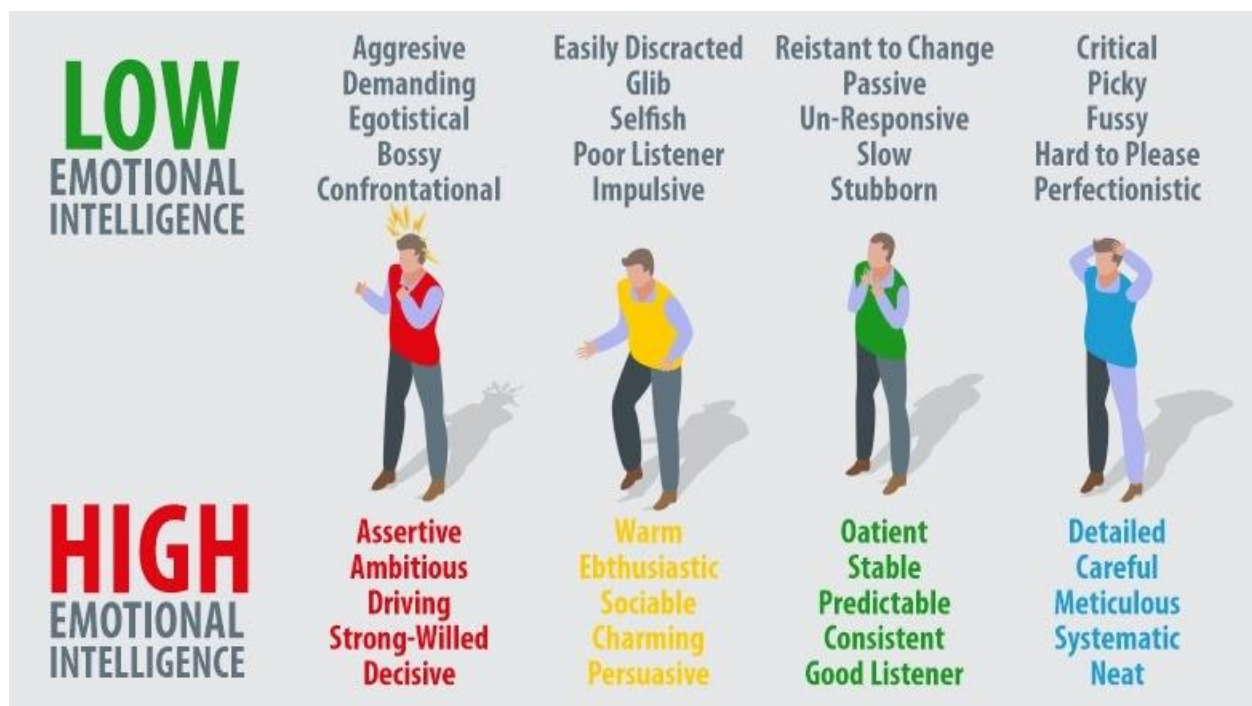 LOW
EMOTIONAL
INTELLIGENCE
Aggresive
Demanding
Egotistical
Bossy
Confrontational
Easily Discracted
Glib
Selfish
Poor Listener
Impulsive
Reistant to Change
Passive
Un-Responsive
Slow
Stubborn
Critical
Picky
Fussy
Hard to Please
Perfectionistic
HIGH
EMOTIONAL
INTELLIGENCE
Assertive
Ambitious
Driving
Strong-Willed
Decisive
Warm
Ebthusiastic
Sociable
Charming
Persuasive
Oatient
Stable
Predictable
Consistent
Good Listener
Detailed
Careful
Meticulous
Systematic
Neat